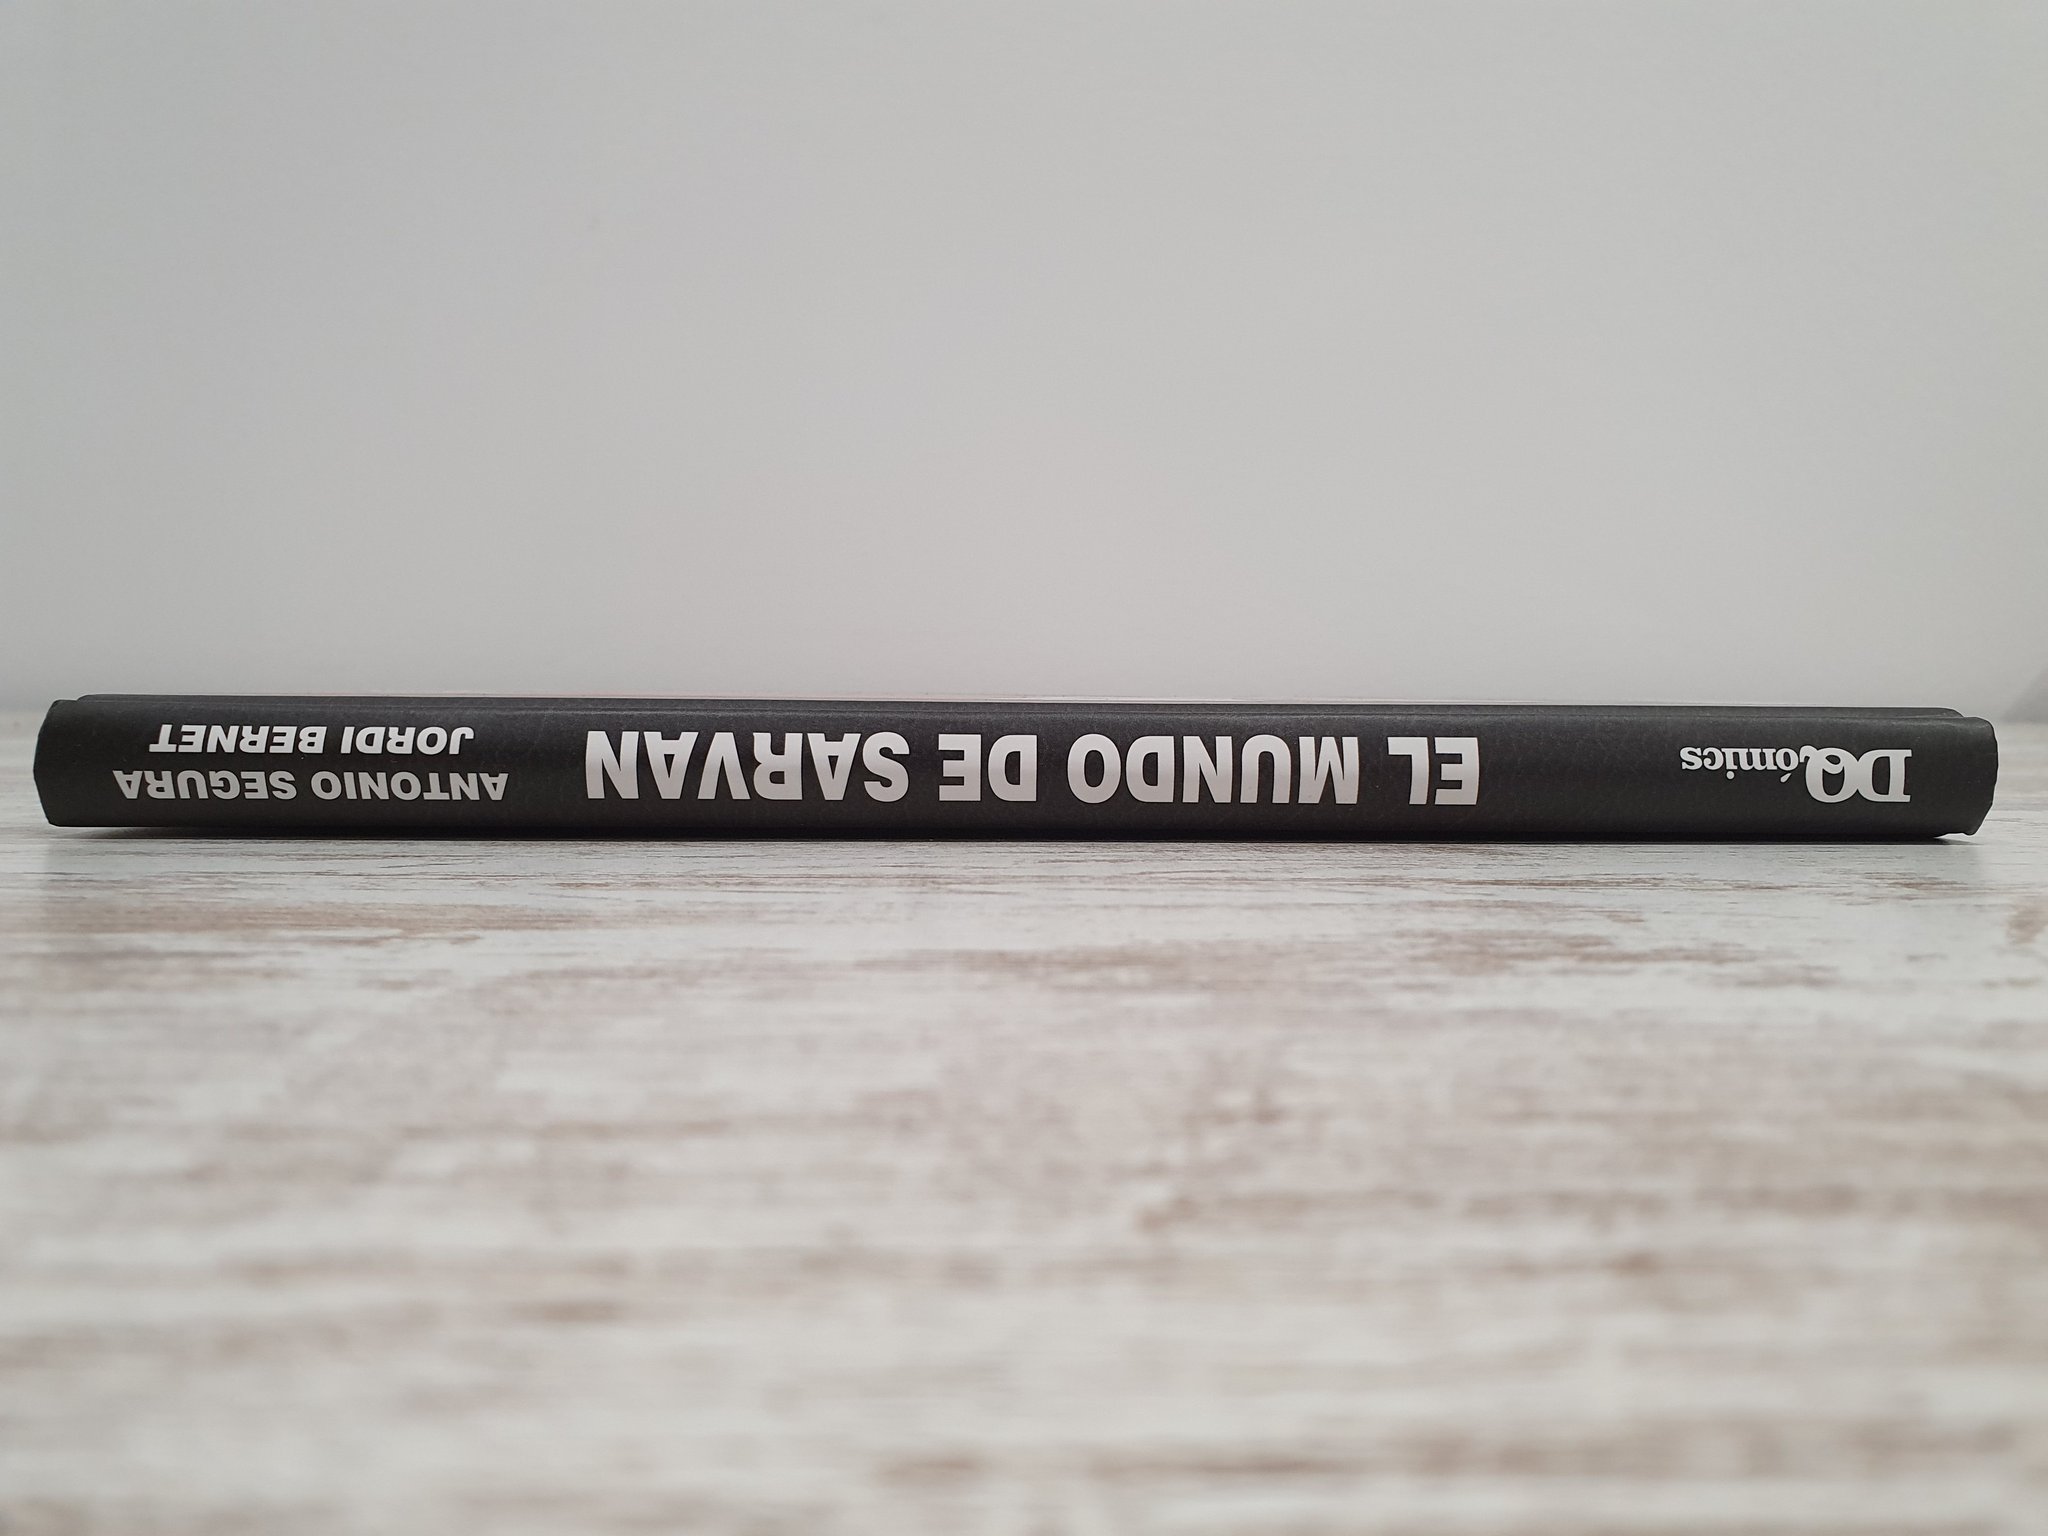 DQómics
EL MUNDO DE SARVAN
ANTONIO SEGURA
JORDI BERNET